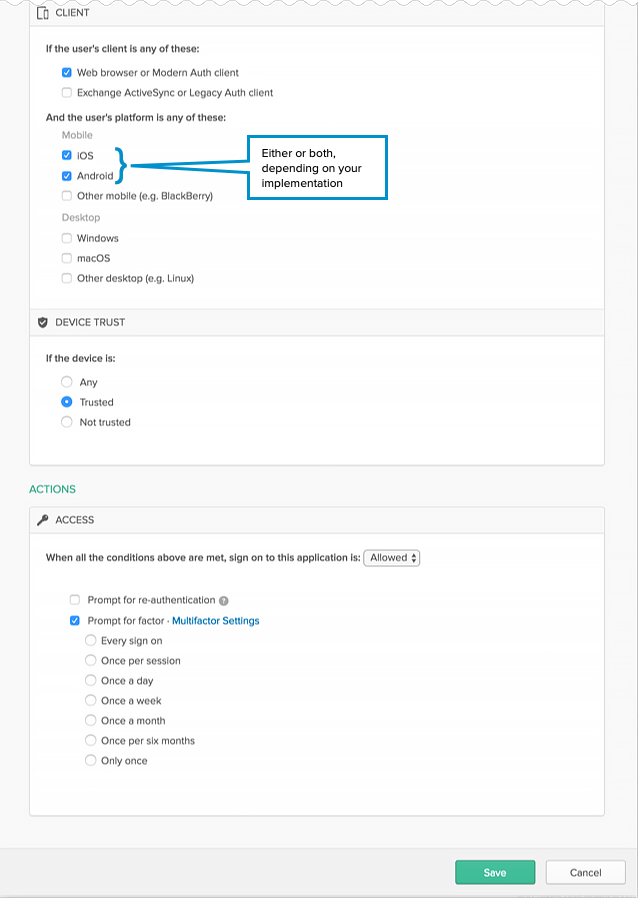 CLIENT
If the user's client is any of these:
Web browser or Modern Auth client
Exchange ActiveSync or Legacy Auth client
And the user's platform is any of these:
Mobile
iOS
Android
Either or both,
depending on your
implementation
Other mobile (e.g. BlackBerry)
Desktop
Windows
macOS
Other desktop (e.g. Linux)
DEVICE TRUST
If the device is:
Any
Trusted
Not trusted
ACTIONS
ACCESS
When all the conditions above are met, sign on to this application is: Allowed
Prompt for re-authentication ?
Prompt for factor · Multifactor Settings
Every sign on
Once per session
Once a day
Once a week
Once a month
Once per six months
Only once
Save Cancel